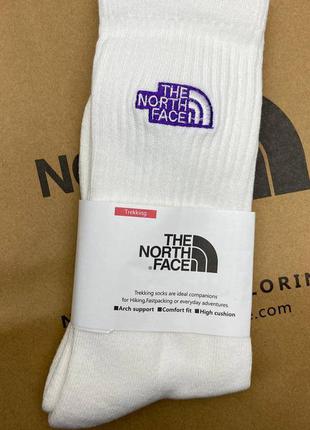 THE
NORTH
FACE
Trekking
THE
NORTH
FACE
Trekking socks are ideal companions
for Hiking,Fastpacking or everyday adventures
■Arch support ■Comfort fit ■High cushion